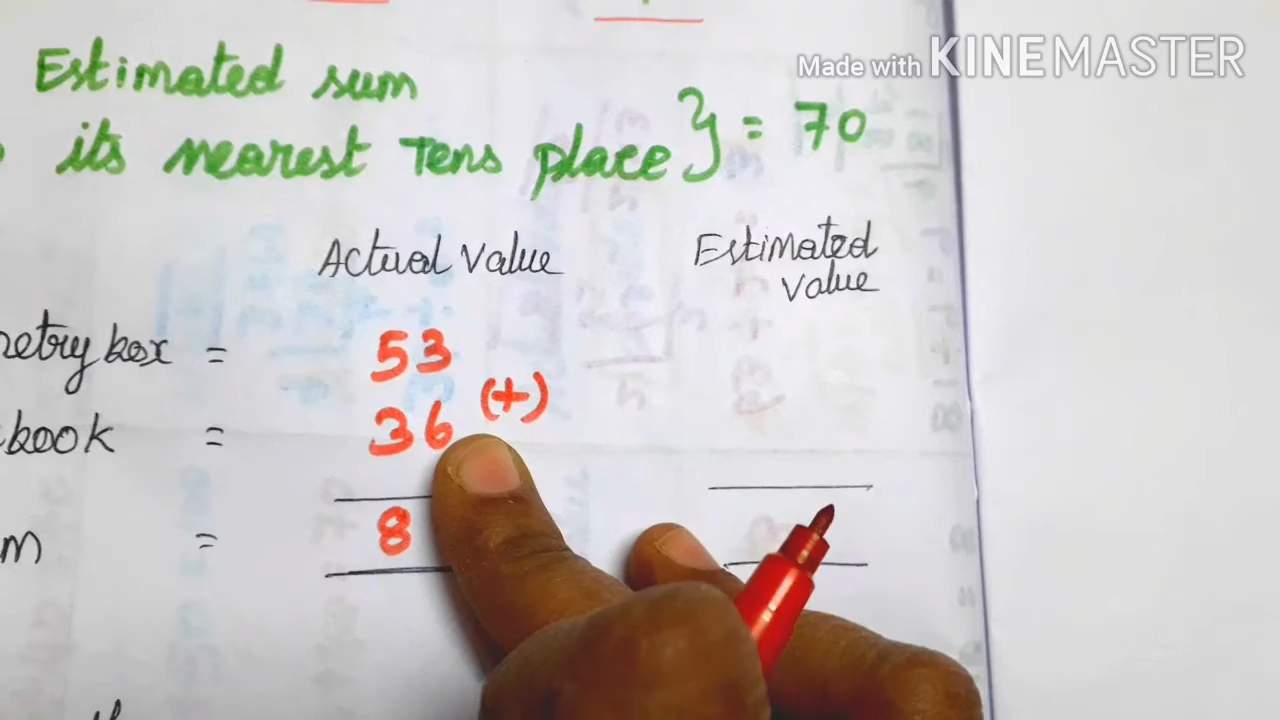 Made with KINEMASTER
Estimated sum
its nearest Tens place } = 70
Actual Value Estimated value
box = 53
book = 36 (+)
= 8